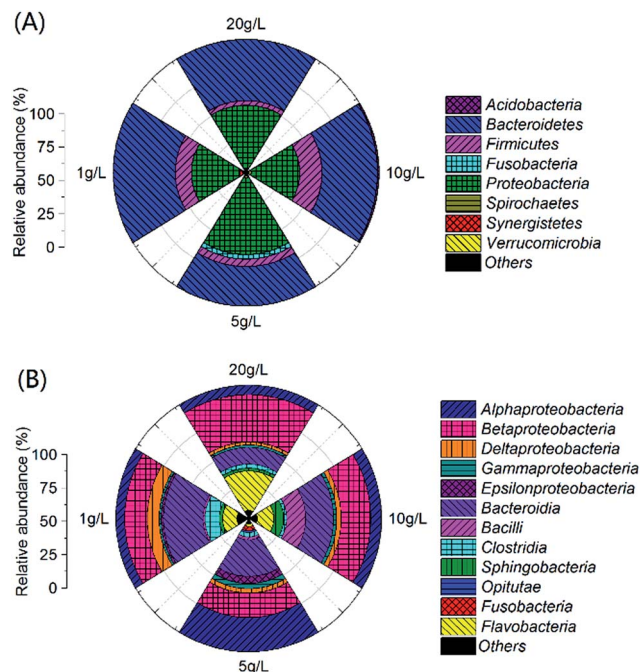 (A)
20g/L
Relative abundance (%)
100
75
50
25
0
1g/L
10g/L
5g/L
Acidobacteria
Bacteroidetes
Firmicutes
Fusobacteria
Proteobacteria
Spirochaetes
Synergistetes
Verrucomicrobia
Others
(B)
20g/L
Relative abundance (%)
100
75
50
25
0
1g/L
10g/L
5g/L
Alphaproteobacteria
Betaproteobacteria
Deltaproteobacteria
Gammaproteobacteria
Epsilonproteobacteria
Bacteroidia
Bacilli
Clostridia
Sphingobacteria
Opitutae
Fusobacteria
Flavobacteria
Others